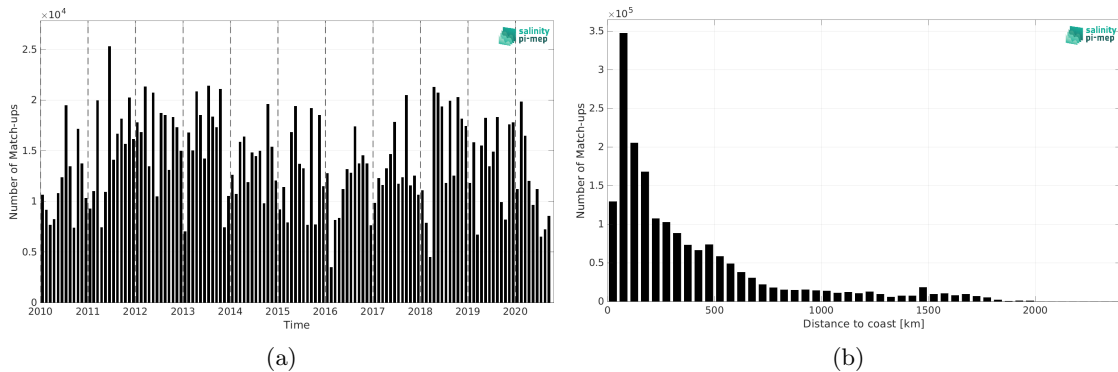 ×10⁴
2.5
2
1.5
1
0.5
0
Number of Match-ups
2010 2011 2012 2013 2014 2015 2016 2017 2018 2019 2020
Time
salinity
pi-mep
(a)
×10⁵
3.5
3
2.5
2
1.5
1
0.5
0
Number of Match-ups
0 500 1000 1500 2000
Distance to coast [km]
salinity
pi-mep
(b)